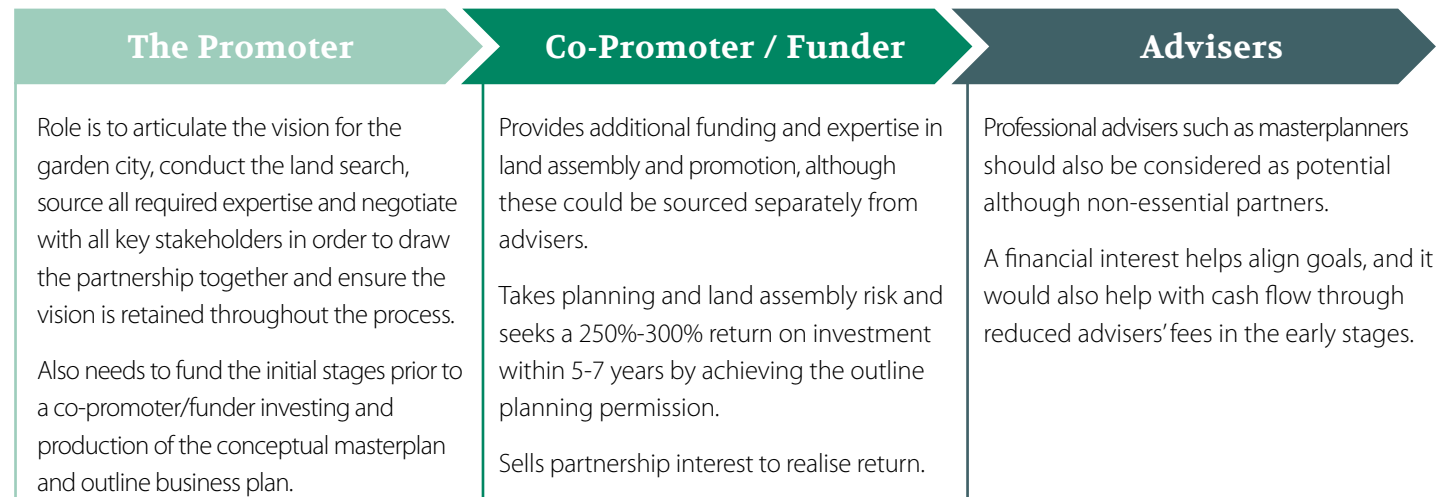 The Promoter
Role is to articulate the vision for the
garden city, conduct the land search,
source all required expertise and negotiate
with all key stakeholders in order to draw
the partnership together and ensure the
vision is retained throughout the process.
Also needs to fund the initial stages prior to
a co-promoter/funder investing and
production of the conceptual masterplan
and outline business plan.
Co-Promoter / Funder
Provides additional funding and expertise in
land assembly and promotion, although
these could be sourced separately from
advisers.
Takes planning and land assembly risk and
seeks a 250%-300% return on investment
within 5-7 years by achieving the outline
planning permission.
Sells partnership interest to realise return.
Advisers
Professional advisers such as masterplanners
should also be considered as potential
although non-essential partners.
A financial interest helps align goals, and it
would also help with cash flow through
reduced advisers’ fees in the early stages.